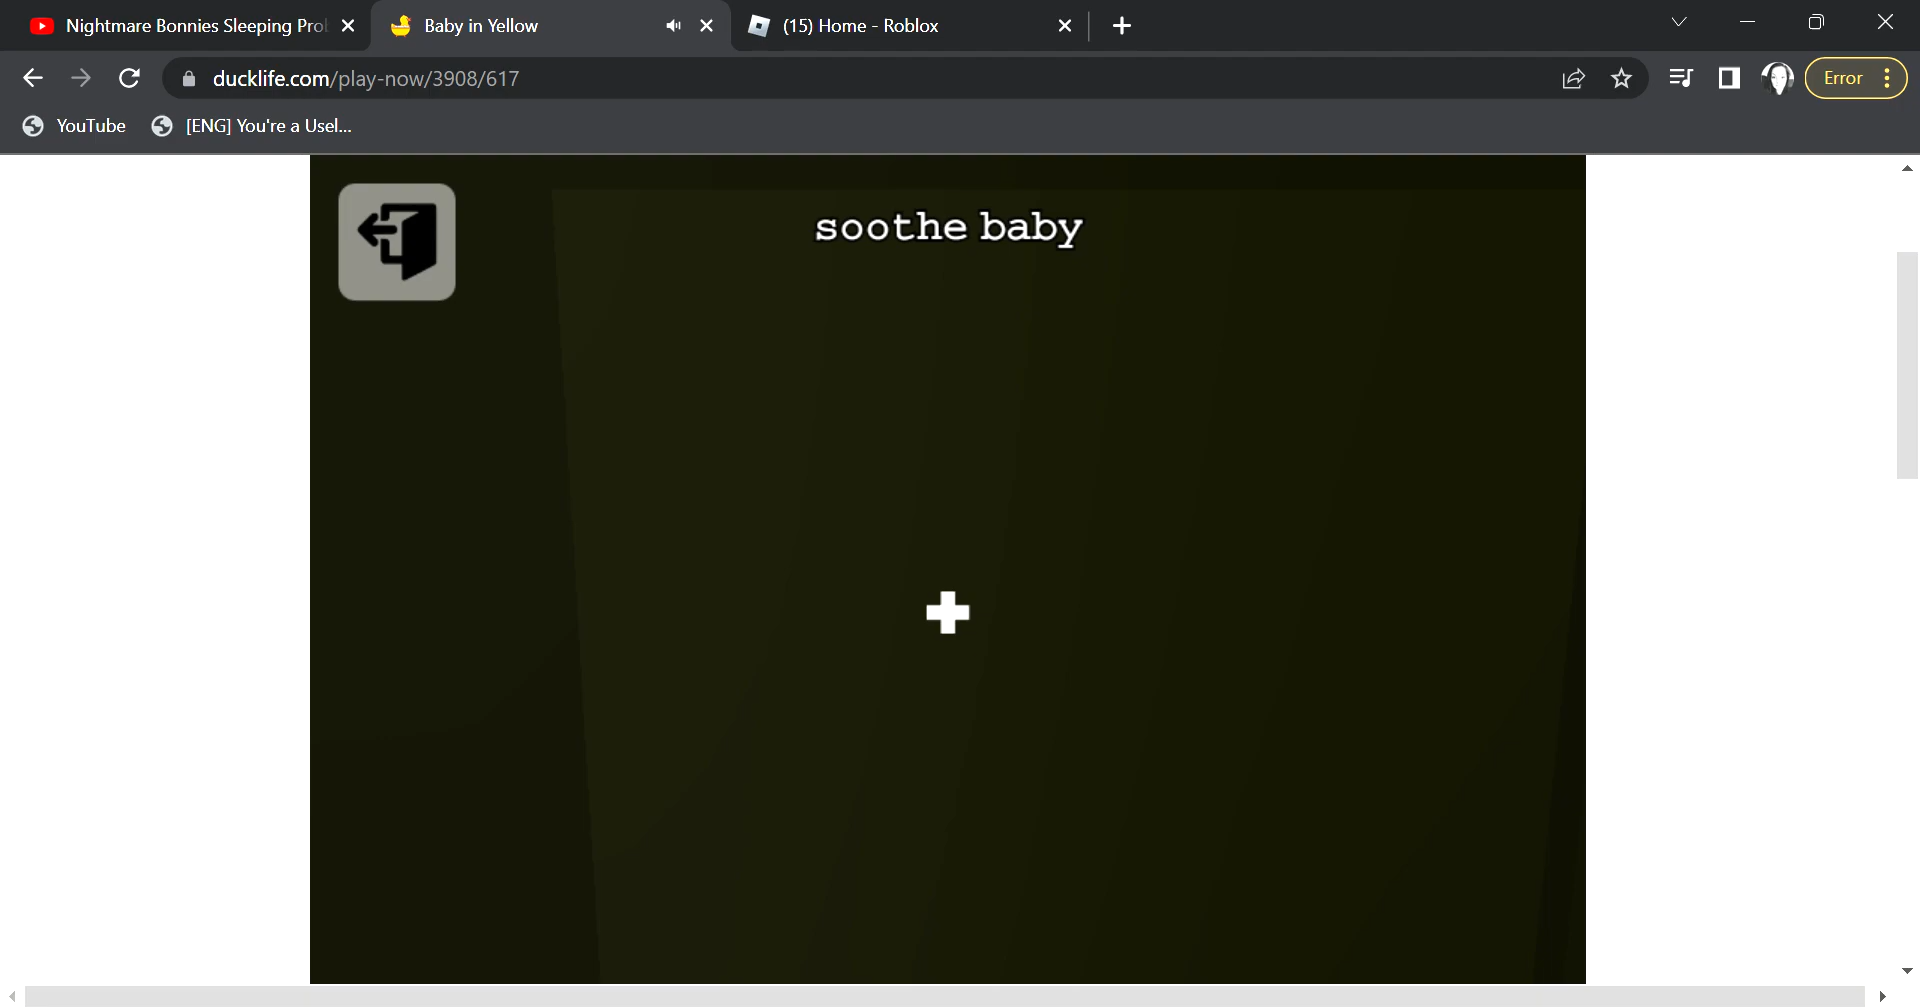 Nightmare Bonnies Sleeping Pro
Baby in Yellow
(15) Home - Roblox
ducklife.com/play-now/3908/617
Error
YouTube
[ENG] You're a Usel...
soothe baby